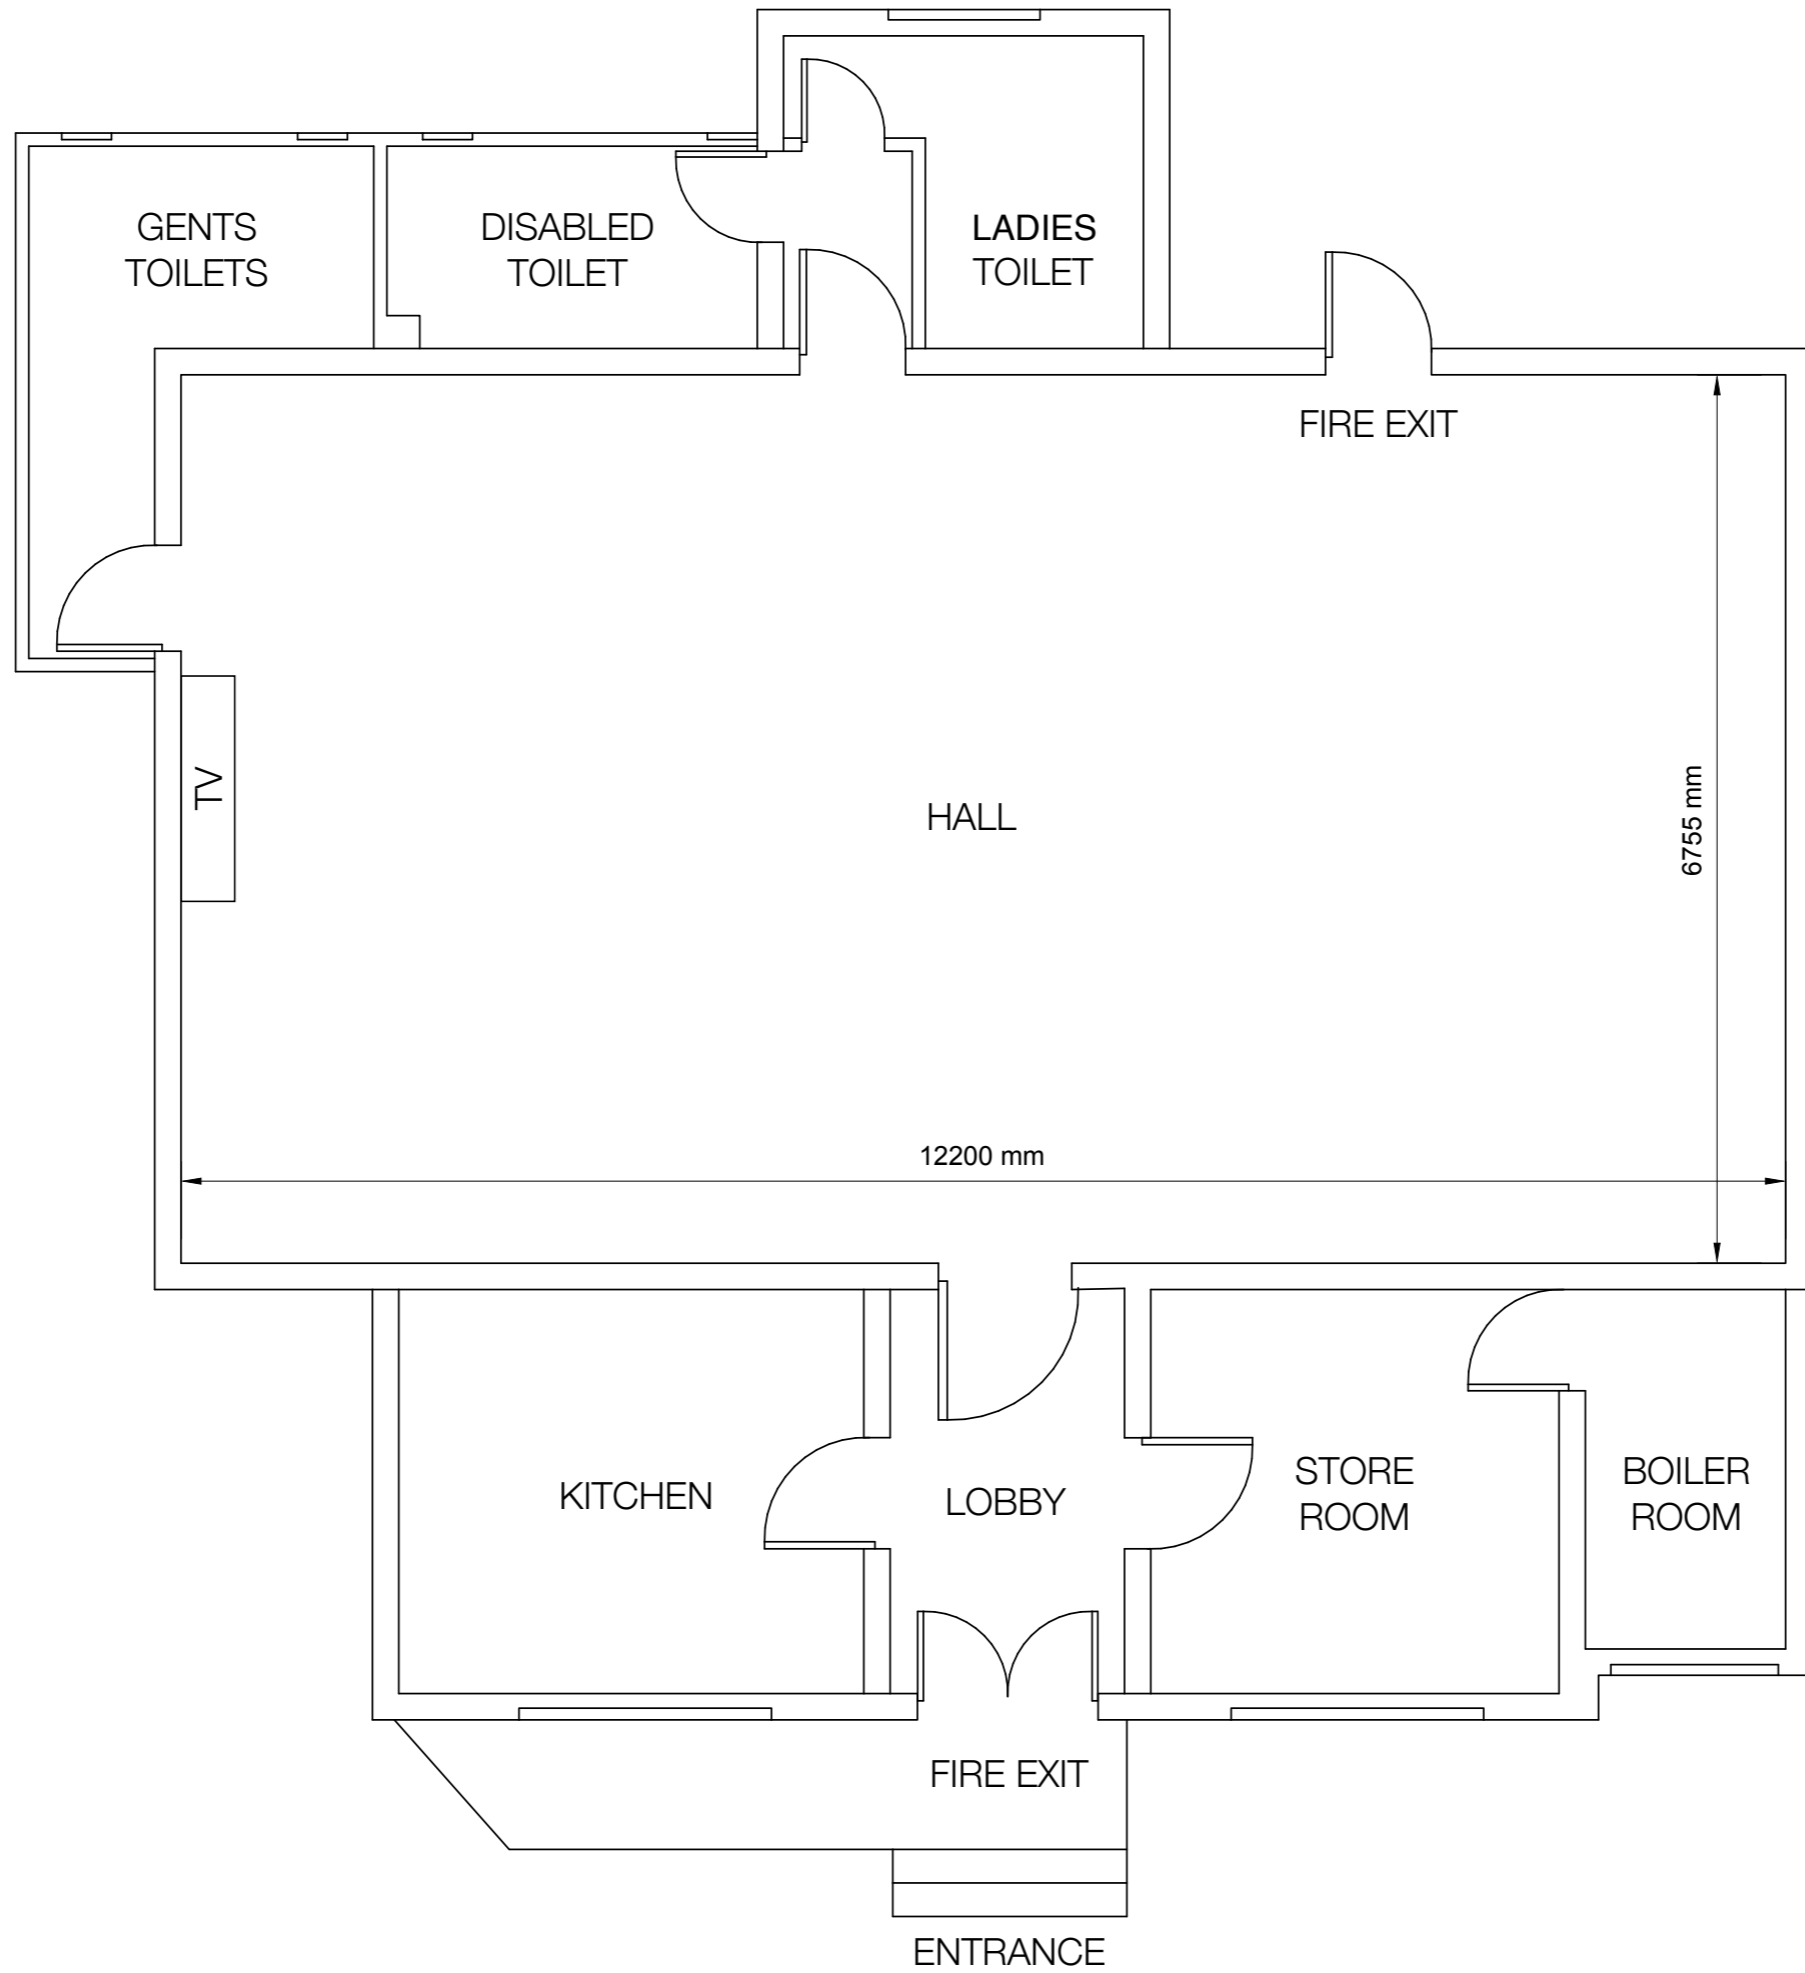 GENTS
TOILETS
DISABLED
TOILET
LADIES
TOILET
FIRE EXIT
TV
HALL
6755 mm
12200 mm
KITCHEN
LOBBY
STORE
ROOM
BOILER
ROOM
FIRE EXIT
ENTRANCE